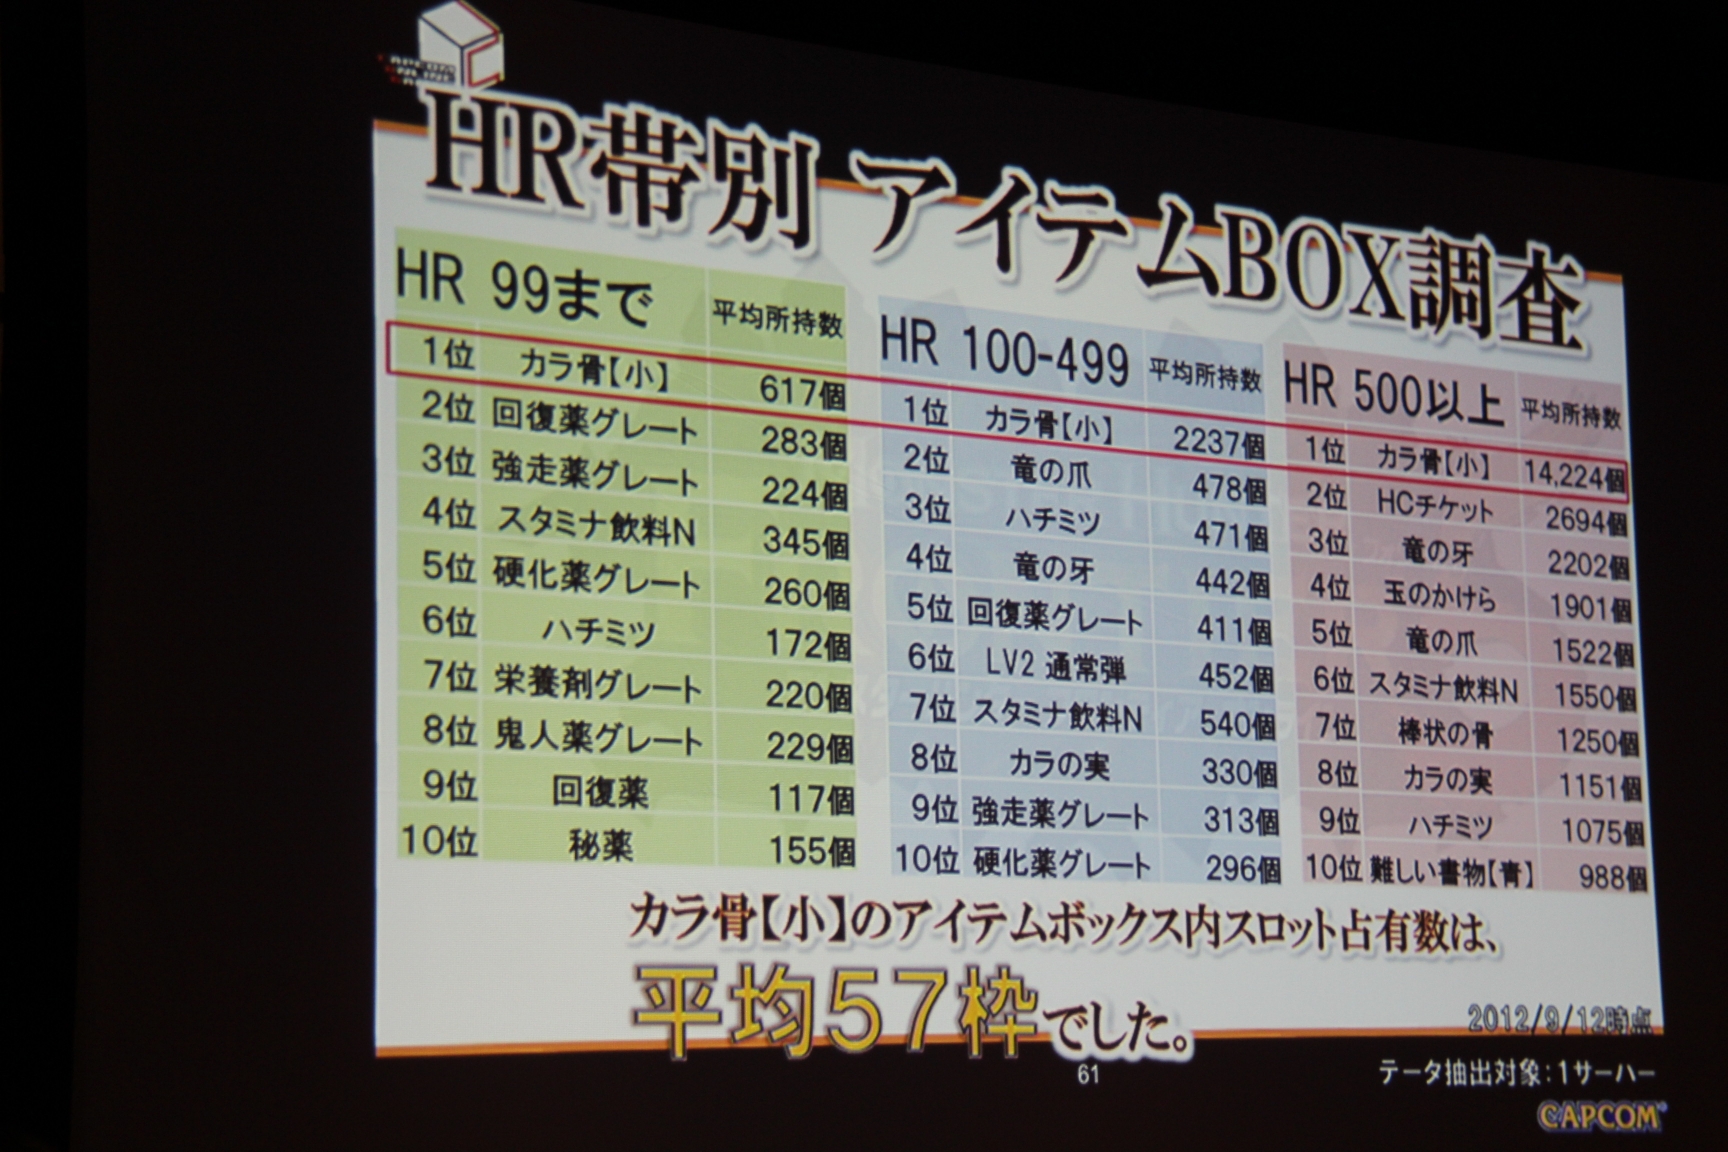 HR帯別 アイテムBOX調査
HR 99まで 平均所持数
1位 カラ骨【小】 617個
2位 回復薬グレート 283個
3位 強走薬グレート 224個
4位 スタミナ飲料N 345個
5位 硬化薬グレート 260個
6位 ハチミツ 172個
7位 栄養剤グレート 220個
8位 鬼人薬グレート 229個
9位 回復薬 117個
10位 秘薬 155個
HR 100-499 平均所持数
1位 カラ骨【小】 2237個
2位 竜の爪 478個
3位 ハチミツ 471個
4位 竜の牙 442個
5位 回復薬グレート 411個
6位 LV2 通常弾 452個
7位 スタミナ飲料N 540個
8位 カラの実 330個
9位 強走薬グレート 313個
10位 硬化薬グレート 296個
HR 500以上 平均所持数
1位 カラ骨【小】 14,224個
2位 HCチケット 2694個
3位 竜の牙 2202個
4位 玉のかけら 1901個
5位 竜の爪 1522個
6位 スタミナ飲料N 1550個
7位 棒状の骨 1250個
8位 カラの実 1151個
9位 ハチミツ 1075個
10位 難しい書物【青】 988個
カラ骨【小】のアイテムボックス内スロット占有数は、
平均57枠でした。
2012/9/12時点
61
データ抽出対象：1サーバー
CAPCOM